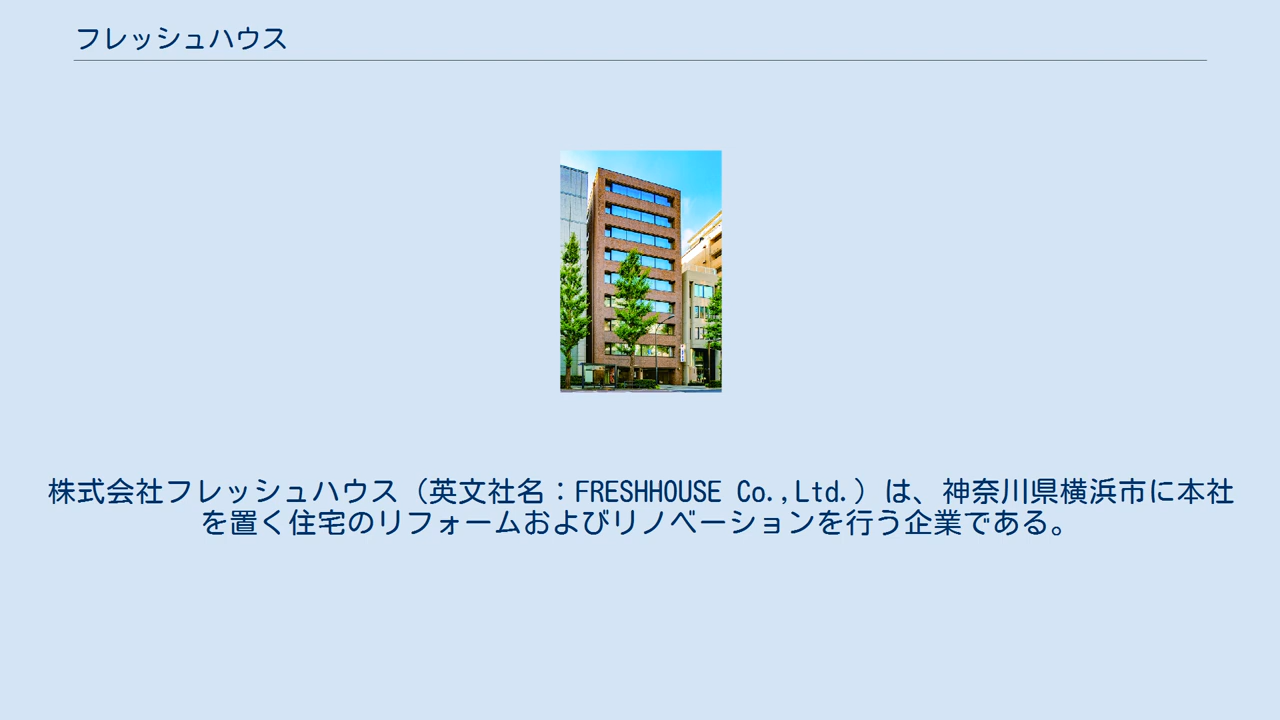 フレッシュハウス
株式会社フレッシュハウス（英文社名：FRESHHOUSE Co.,Ltd.）は、神奈川県横浜市に本社
を置く住宅のリフォームおよびリノベーションを行う企業である。